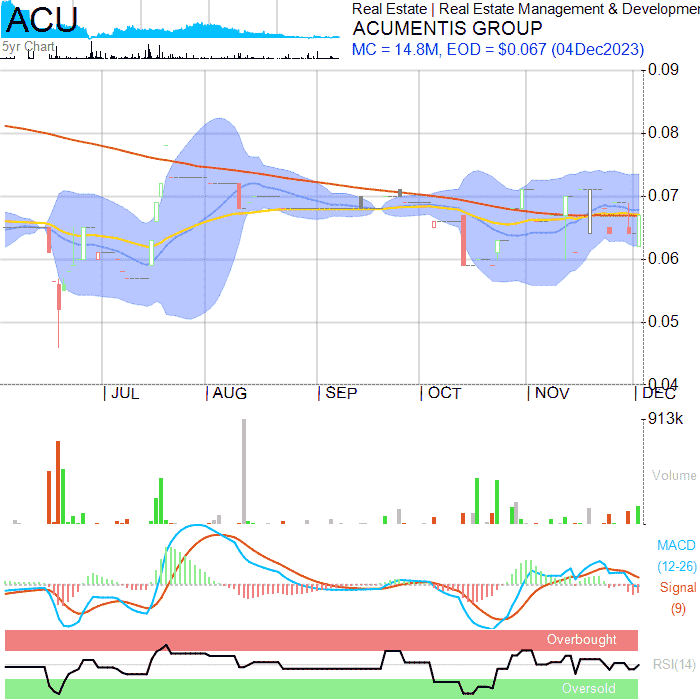 ACU
5yr Chart
Real Estate | Real Estate Management & Developmen
ACUMENTIS GROUP
MC = 14.8M, EOD = $0.067 (04Dec2023)
0.09
0.08
0.07
0.06
0.05
0.04
JUL
AUG
SEP
OCT
NOV
DEC
913k
Volume
MACD
(12-26)
Signal
(9)
Overbought
RSI(14)
Oversold